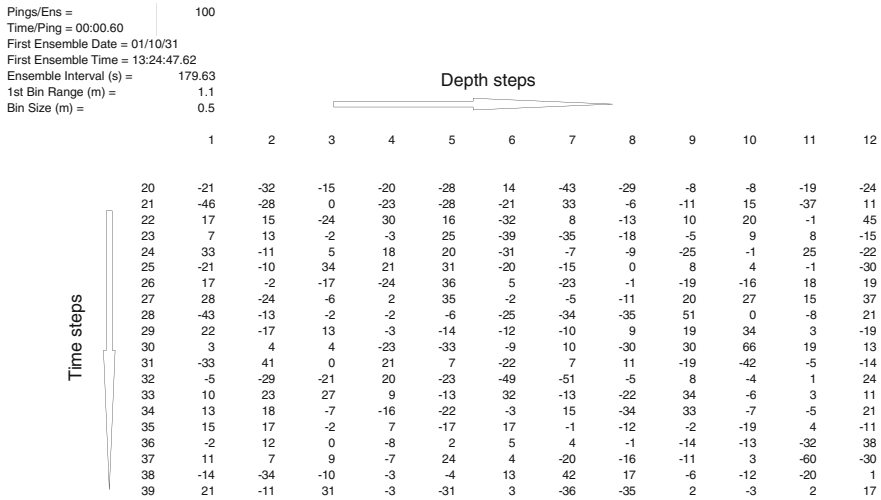 Pings/Ens = 100
Time/Ping = 00:00.60
First Ensemble Date = 01/10/31
First Ensemble Time = 13:24:47.62
Ensemble Interval (s) = 179.63
1st Bin Range (m) = 1.1
Bin Size (m) = 0.5
Depth steps
1 2 3 4 5 6 7 8 9 10 11 12
Time steps
20 -21 -32 -15 -20 -28 14 -43 -29 -8 -8 -19 -24
21 -46 -28 0 -23 -28 -21 33 -6 -11 15 -37 11
22 17 15 -24 30 16 -32 8 -13 10 20 -1 45
23 7 13 -2 -3 25 -39 -35 -18 -5 9 8 -15
24 33 -11 5 18 20 -31 -7 -9 -25 -1 25 -22
25 -21 -10 34 21 31 -20 -15 0 8 4 -1 -30
26 17 -2 -17 -24 36 5 -23 -1 -19 -16 18 19
27 28 -24 -6 2 35 -2 -5 -11 20 27 15 37
28 -43 -13 -2 -2 -6 -25 -34 -35 51 0 -8 21
29 22 -17 13 -3 -14 -12 -10 9 19 34 3 -19
30 3 4 4 -23 -33 -9 10 -30 30 66 19 13
31 -33 41 0 21 7 -22 7 11 -19 -42 -5 -14
32 -5 -29 -21 20 -23 -49 -51 -5 8 -4 1 24
33 10 23 27 9 -13 32 -13 -22 34 -6 3 11
34 13 18 -7 -16 -22 -3 15 -34 33 -7 -5 21
35 15 17 -2 7 -17 17 -1 -12 -2 -19 4 -11
36 -2 12 0 -8 2 5 4 -1 -14 -13 -32 38
37 11 7 9 -7 24 4 -20 -16 -11 3 -60 -30
38 -14 -34 -10 -3 -4 13 42 17 -6 -12 -20 1
39 21 -11 31 -3 -31 3 -36 -35 2 -3 2 17